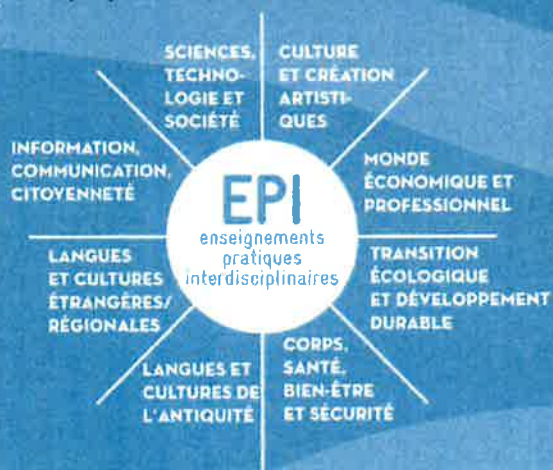 SCIENCES,
TECHNO-
LOGIE ET
SOCIÉTÉ
CULTURE
ET CRÉATION
ARTISTI-
QUES
INFORMATION,
COMMUNICATION,
CITOYENNETÉ
MONDE
ÉCONOMIQUE ET
PROFESSIONNEL
EPI
enseignements
pratiques
interdisciplinaires
LANGUES
ET CULTURES
ÉTRANGÈRES/
RÉGIONALES
TRANSITION
ÉCOLOGIQUE
ET DÉVELOPPEMENT
DURABLE
LANGUES ET
CULTURES DE
L'ANTIQUITÉ
CORPS,
SANTÉ,
BIEN-ÊTRE
ET SÉCURITÉ